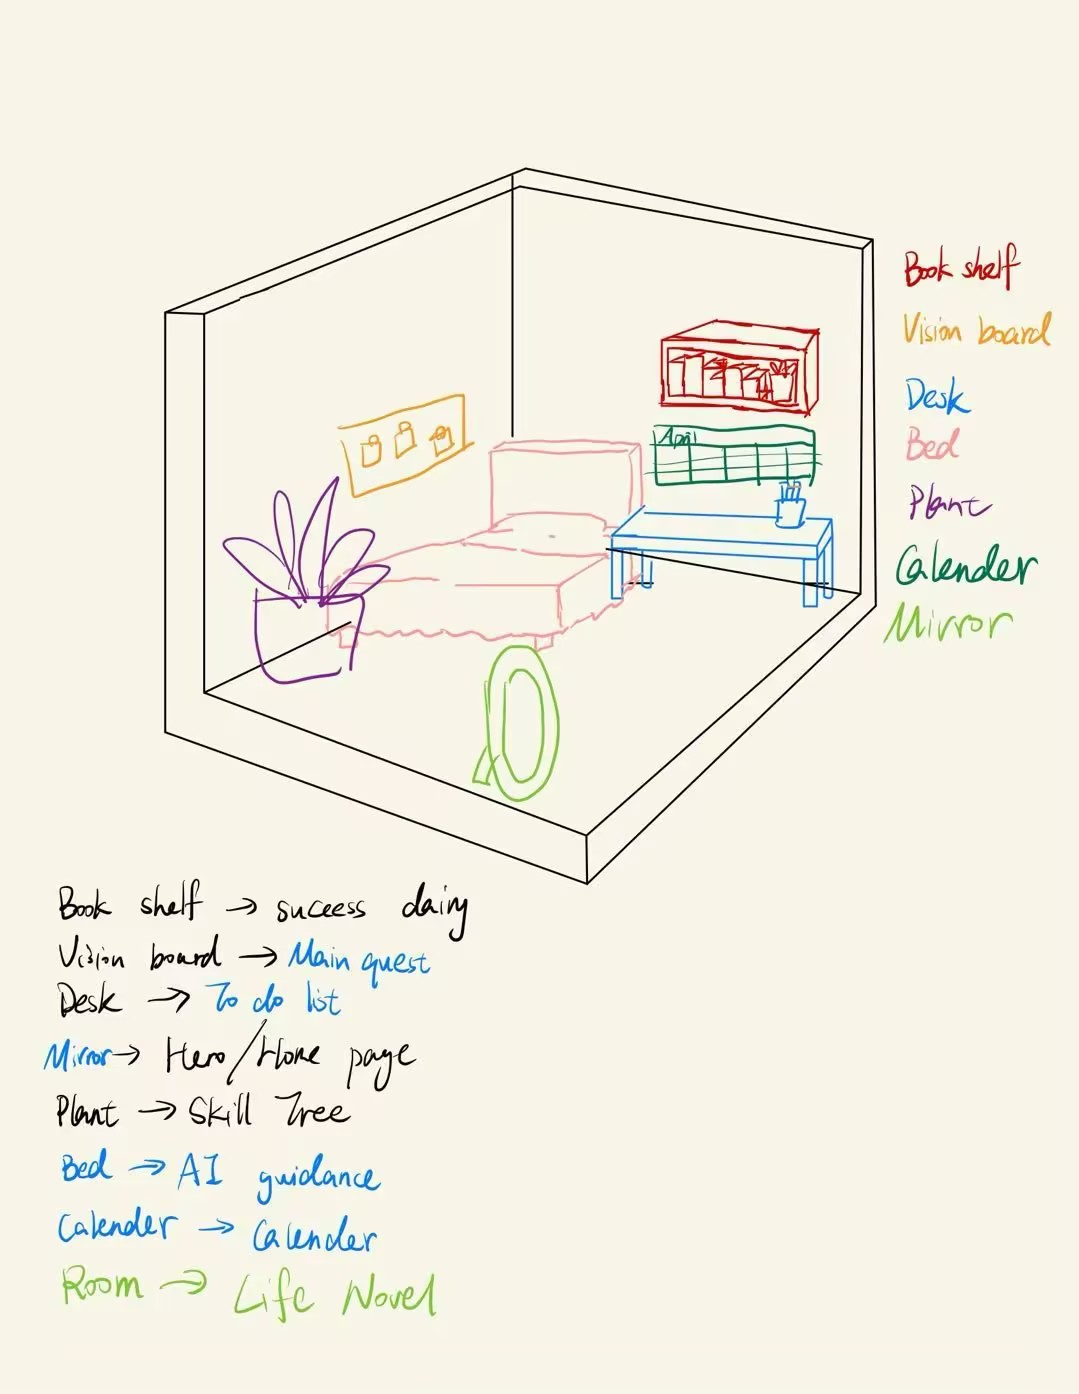 Book shelf
Vision board
Desk
Bed
Plant
Calender
Mirror
April
Book shelf → success dairy
Vision board → Main quest
Desk → To do list
Mirror → Hero/Home page
Plant → Skill Tree
Bed → AI guidance
Calender → Calender
Room → Life Novel